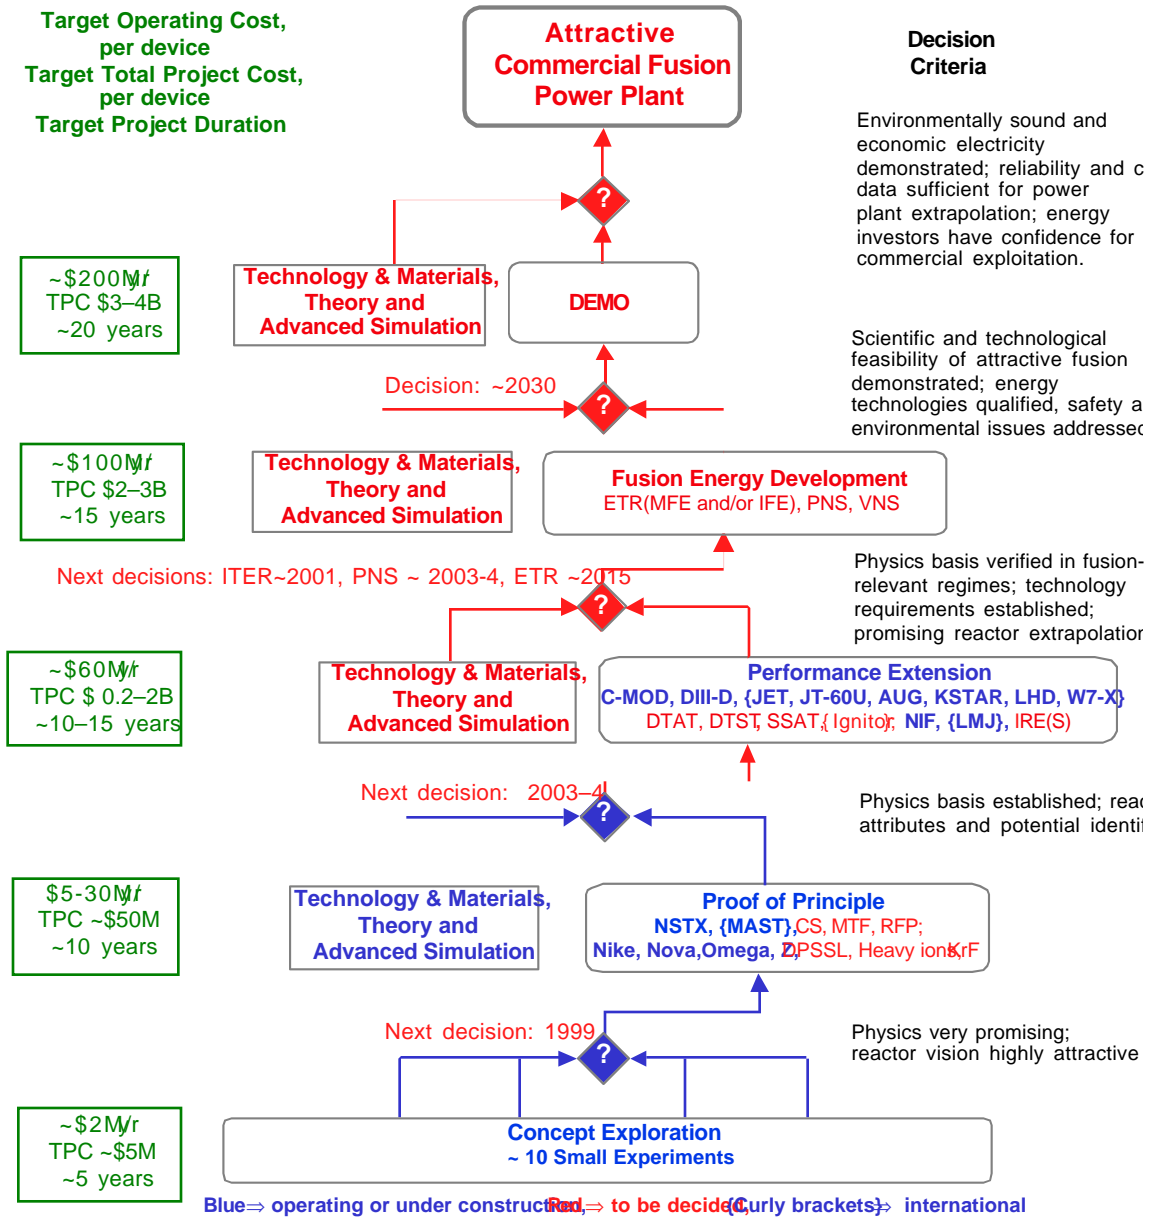 Target Operating Cost,
per device
Target Total Project Cost,
per device
Target Project Duration
Attractive
Commercial Fusion
Power Plant
Decision
Criteria
Environmentally sound and
economic electricity
demonstrated; reliability and c
data sufficient for power
plant extrapolation; energy
investors have confidence for
commercial exploitation.
?
~$200M/yr
TPC $3–4B
~20 years
Technology & Materials,
Theory and
Advanced Simulation
DEMO
Scientific and technological
feasibility of attractive fusion
demonstrated; energy
technologies qualified, safety a
environmental issues addressed
Decision: ~2030
?
~$100M/yr
TPC $2–3B
~15 years
Technology & Materials,
Theory and
Advanced Simulation
Fusion Energy Development
ETR(MFE and/or IFE), PNS, VNS
Next decisions: ITER~2001, PNS ~ 2003-4, ETR ~2015
?
Physics basis verified in fusion-
relevant regimes; technology
requirements established;
promising reactor extrapolation
~$60M/yr
TPC $ 0.2–2B
~10–15 years
Technology & Materials,
Theory and
Advanced Simulation
Performance Extension
C-MOD, DIII-D, {JET, JT-60U, AUG, KSTAR, LHD, W7-X}
DTAT, DTST, SSAT,{Ignitor}, NIF, {LMJ}, IRE(S)
Next decision: 2003–4
?
Physics basis established; reac
attributes and potential identif
$5-30M/yr
TPC ~$50M
~10 years
Technology & Materials,
Theory and
Advanced Simulation
Proof of Principle
NSTX, {MAST},CS, MTF, RFP;
Nike, Nova,Omega, Z,DPSSL, Heavy ions,KrF
Next decision: 1999
?
Physics very promising;
reactor vision highly attractive
~$2M/yr
TPC ~$5M
~5 years
Concept Exploration
~ 10 Small Experiments
Blue⇒ operating or under construction, Red⇒ to be decided, {Curly brackets}⇒ international